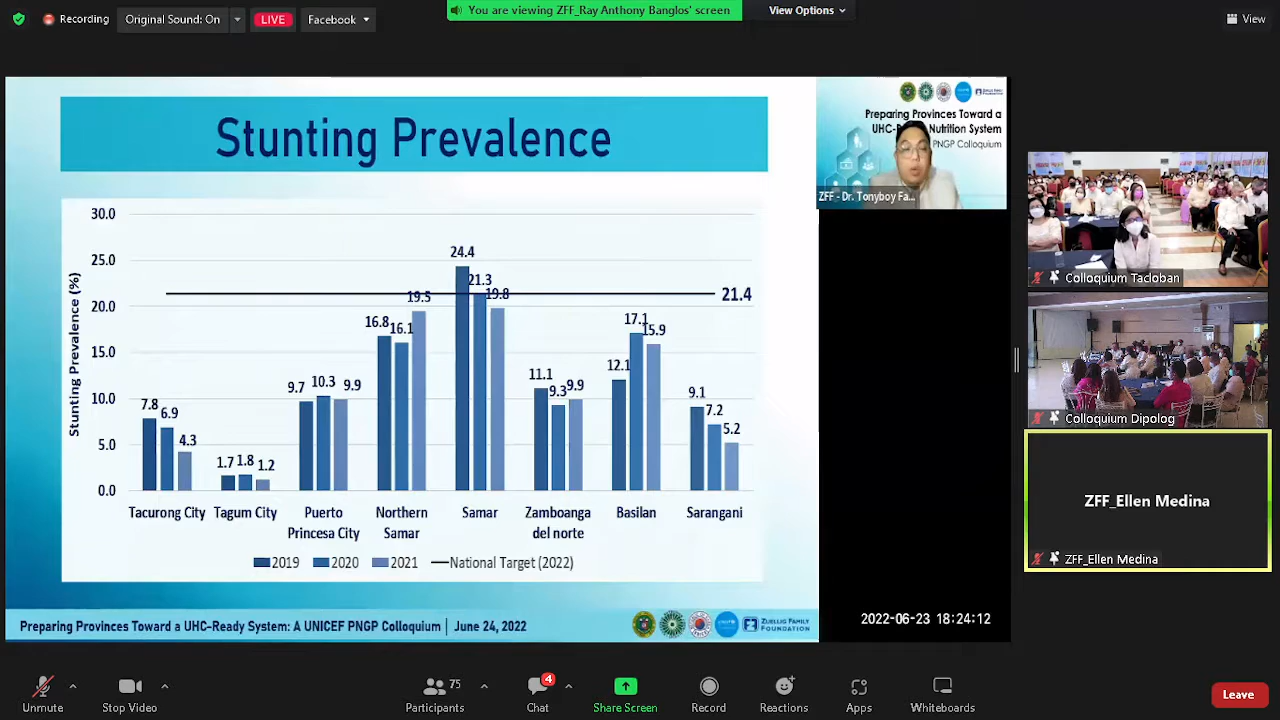 Recording
Original Sound: On
LIVE
Facebook
You are viewing ZFF_Ray Anthony Banglos' screen
View Options
View
Stunting Prevalence
Stunting Prevalence (%)
30.0
25.0
20.0
15.0
10.0
5.0
0.0
7.8
6.9
4.3
1.7
1.8
1.2
9.7
10.3
9.9
16.8
16.1
19.5
24.4
21.3
19.8
11.1
9.3
9.9
12.1
17.1
15.9
9.1
7.2
5.2
21.4
Tacurong City
Tagum City
Puerto
Princesa City
Northern
Samar
Samar
Zamboanga
del norte
Basilan
Sarangani
2019
2020
2021
National Target (2022)
Preparing Provinces Toward a UHC-Ready System: A UNICEF PNGP Colloquium | June 24, 2022
ZUELLIG FAMILY
FOUNDATION
Preparing Provinces Toward a
Nutrition System
PNGP Colloquium
ZFF - Dr. Tonyboy Fa...
2022-06-23 18:24:12
Colloquium Tacloban
Colloquium Dipolog
ZFF_Ellen Medina
ZFF_Ellen Medina
Unmute
Stop Video
75
Participants
4
Chat
Share Screen
Record
Reactions
Apps
Whiteboards
Leave